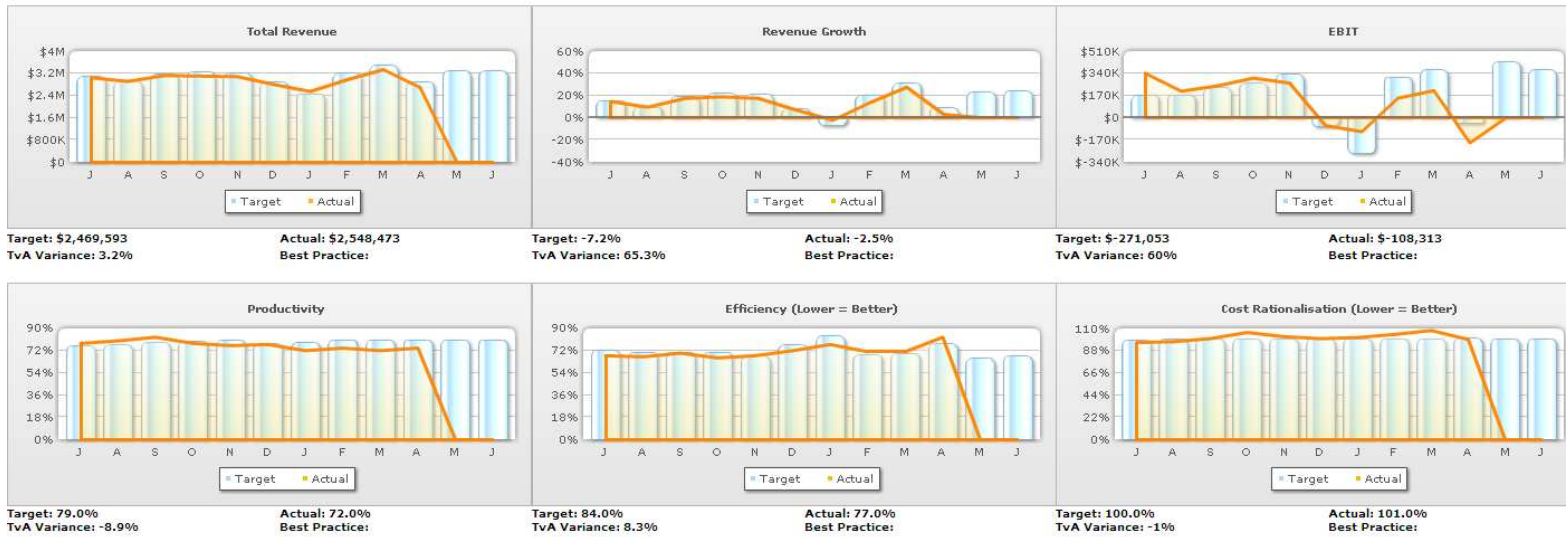 Total Revenue
$4M
$3.2M
$2.4M
$1.6M
$800K
$0
J A S O N D J F M A M J
Target Actual
Target: $2,469,593 Actual: $2,548,473
TvA Variance: 3.2% Best Practice:
Revenue Growth
60%
40%
20%
0%
-20%
-40%
J A S O N D J F M A M J
Target Actual
Target: -7.2% Actual: -2.5%
TvA Variance: 65.3% Best Practice:
EBIT
$510K
$340K
$170K
$0
$-170K
$-340K
J A S O N D J F M A M J
Target Actual
Target: $-271,053 Actual: $-108,313
TvA Variance: 60% Best Practice:
Productivity
90%
72%
54%
36%
18%
0%
J A S O N D J F M A M J
Target Actual
Target: 79.0% Actual: 72.0%
TvA Variance: -8.9% Best Practice:
Efficiency (Lower = Better)
90%
72%
54%
36%
18%
0%
J A S O N D J F M A M J
Target Actual
Target: 84.0% Actual: 77.0%
TvA Variance: 8.3% Best Practice:
Cost Rationalisation (Lower = Better)
110%
88%
66%
44%
22%
0%
J A S O N D J F M A M J
Target Actual
Target: 100.0% Actual: 101.0%
TvA Variance: -1% Best Practice: